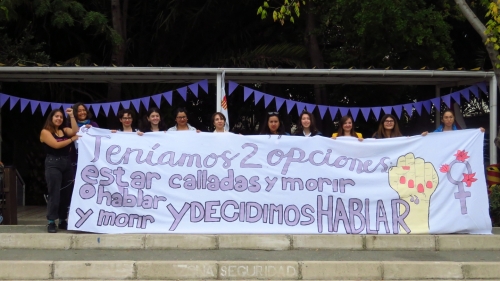 Teníamos 2 opciones
estar calladas y morir
o hablar
y morir Y DECIDIMOS HABLAR
SEGURIDAD